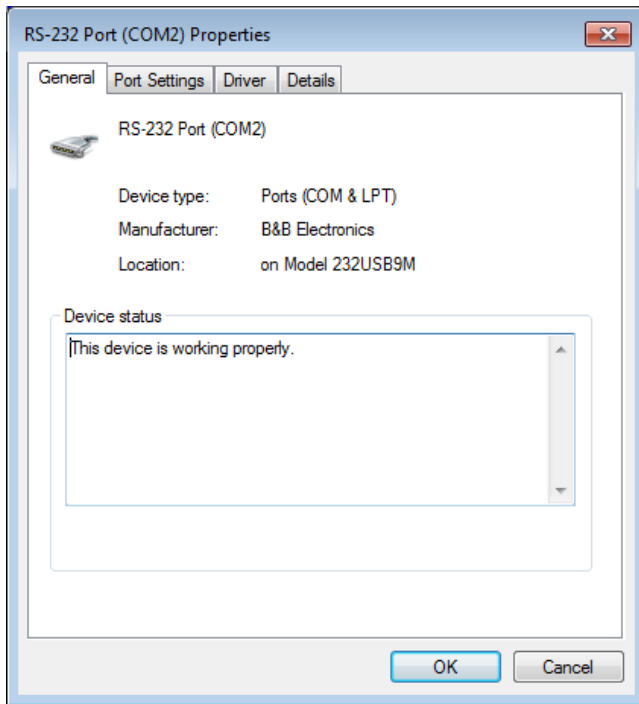 RS-232 Port (COM2) Properties
General Port Settings Driver Details
RS-232 Port (COM2)
Device type: Ports (COM & LPT)
Manufacturer: B&B Electronics
Location: on Model 232USB9M
Device status
This device is working properly.
OK Cancel